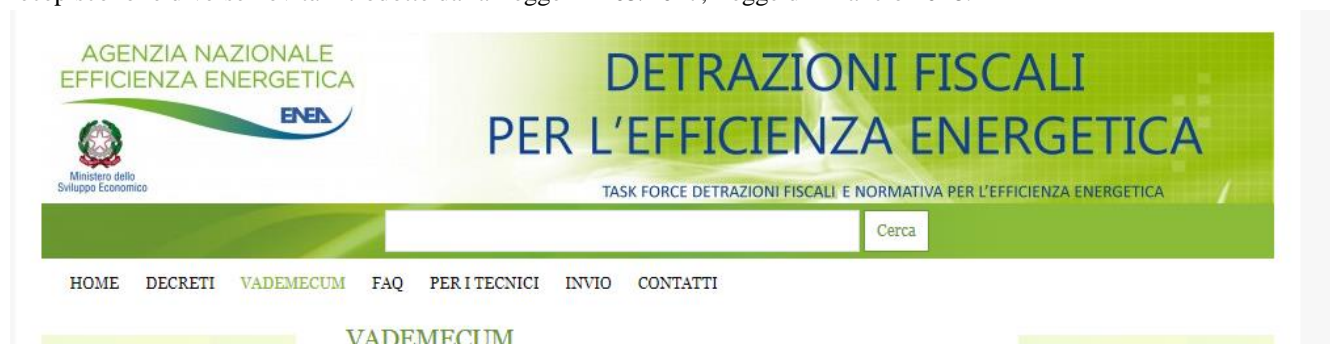 AGENZIA NAZIONALE
EFFICIENZA ENERGETICA
ENEA
Ministero dello
Sviluppo Economico
DETRAZIONI FISCALI
PER L'EFFICIENZA ENERGETICA
TASK FORCE DETRAZIONI FISCALI E NORMATIVA PER L'EFFICIENZA ENERGETICA
Cerca
HOME DECRETI VADEMECUM FAQ PER I TECNICI INVIO CONTATTI
VADEMECUM